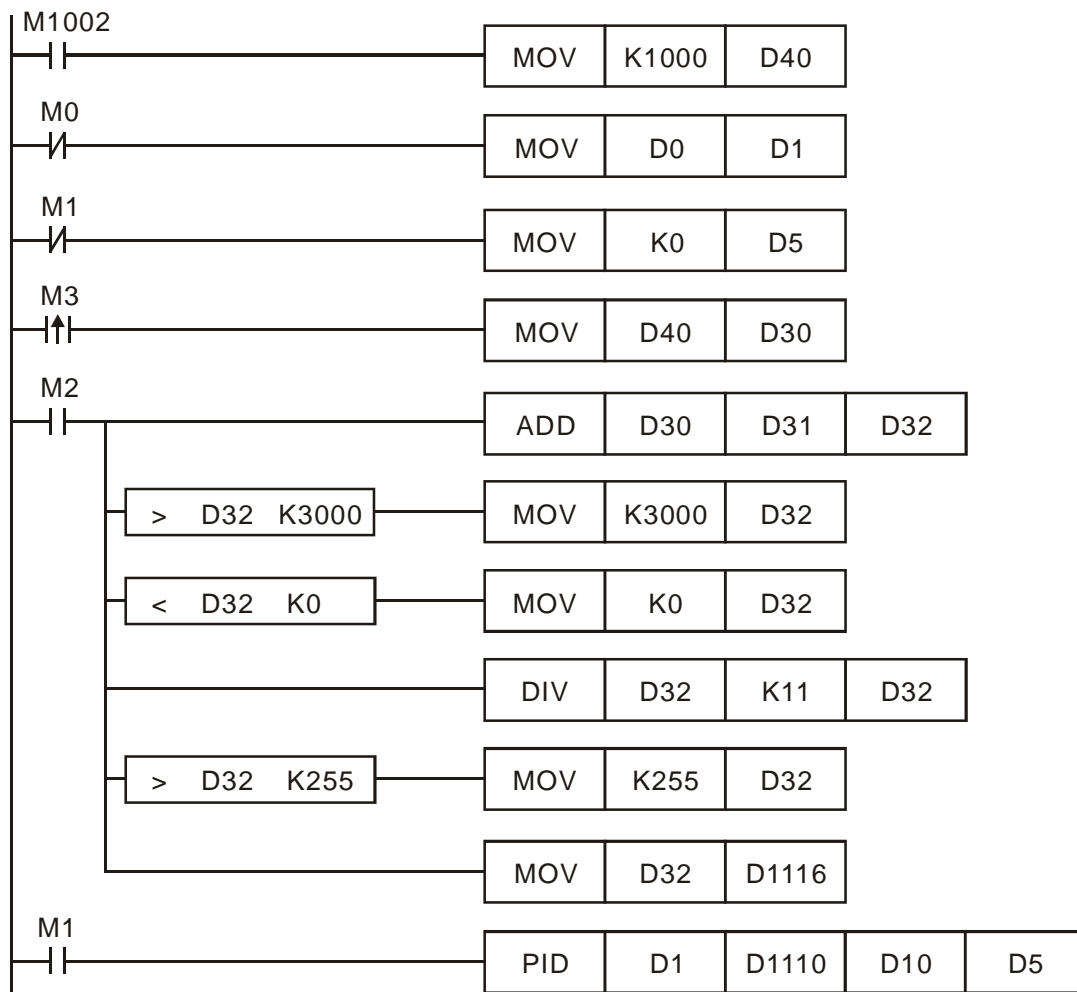 M1002
MOV K1000 D40
M0
MOV D0 D1
M1
MOV K0 D5
M3
MOV D40 D30
M2
ADD D30 D31 D32
> D32 K3000 MOV K3000 D32
< D32 K0 MOV K0 D32
DIV D32 K11 D32
> D32 K255 MOV K255 D32
MOV D32 D1116
M1
PID D1 D1110 D10 D5